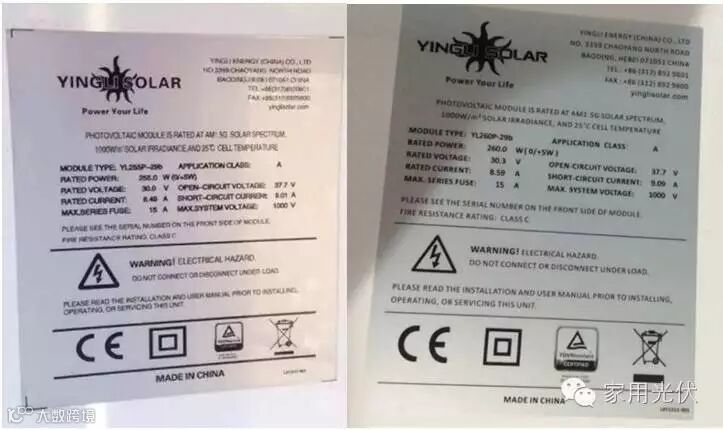 YINGLI SOLAR
Power Your Life
YINGLI ENERGY (CHINA) CO., LTD
NO. 3399 CHAOYANG NORTH ROAD
BAODING, HEBEI 071051 CHINA
yinglisolar.com
PHOTOVOLTAIC MODULE IS RATED AT AM1.5G SOLAR SPECTRUM,
1000W/m² SOLAR IRRADIANCE, AND 25°C CELL TEMPERATURE
MODULE TYPE: YL255P-29b APPLICATION CLASS: A
RATED POWER: 255.0 W (0/+5W)
RATED VOLTAGE: 30.0 V OPEN-CIRCUIT VOLTAGE: 37.7 V
RATED CURRENT: 8.49 A SHORT-CIRCUIT CURRENT: 9.01 A
MAX.SERIES FUSE: 15 A MAX.SYSTEM VOLTAGE: 1000 V
PLEASE SEE THE SERIAL NUMBER ON THE FRONT SIDE OF MODULE.
FIRE RESISTANCE RATING: CLASS C
WARNING! ELECTRICAL HAZARD.
DO NOT CONNECT OR DISCONNECT UNDER LOAD.
PLEASE READ THE INSTALLATION AND USER MANUAL PRIOR TO INSTALLING,
OPERATING, OR SERVICING THIS UNIT.
CE
MADE IN CHINA
大数跨境
YINGLI SOLAR
Power Your Life
YINGLI ENERGY (CHINA) CO., LTD
NO. 3399 CHAOYANG NORTH ROAD
BAODING, HEBEI 071051 CHINA
TEL: +86 (312) 892 9801
yinglisolar.com
PHOTOVOLTAIC MODULE IS RATED AT AM1.5G SOLAR SPECTRUM,
1000W/m² SOLAR IRRADIANCE, AND 25°C CELL TEMPERATURE
MODULE TYPE: YL260P-29b APPLICATION CLASS: A
RATED POWER: 260.0 W (0/+5W)
RATED VOLTAGE: 30.3 V OPEN-CIRCUIT VOLTAGE: 37.7 V
RATED CURRENT: 8.59 A SHORT-CIRCUIT CURRENT: 9.09 A
MAX. SERIES FUSE: 15 A MAX. SYSTEM VOLTAGE: 1000 V
PLEASE SEE THE SERIAL NUMBER ON THE FRONT SIDE OF MODULE.
FIRE RESISTANCE RATING: CLASS C
WARNING! ELECTRICAL HAZARD.
DO NOT CONNECT OR DISCONNECT UNDER LOAD.
PLEASE READ THE INSTALLATION AND USER MANUAL PRIOR TO INSTALLING,
OPERATING, OR SERVICING THIS UNIT.
CE
CERTIFIED
MADE IN CHINA
家用光伏